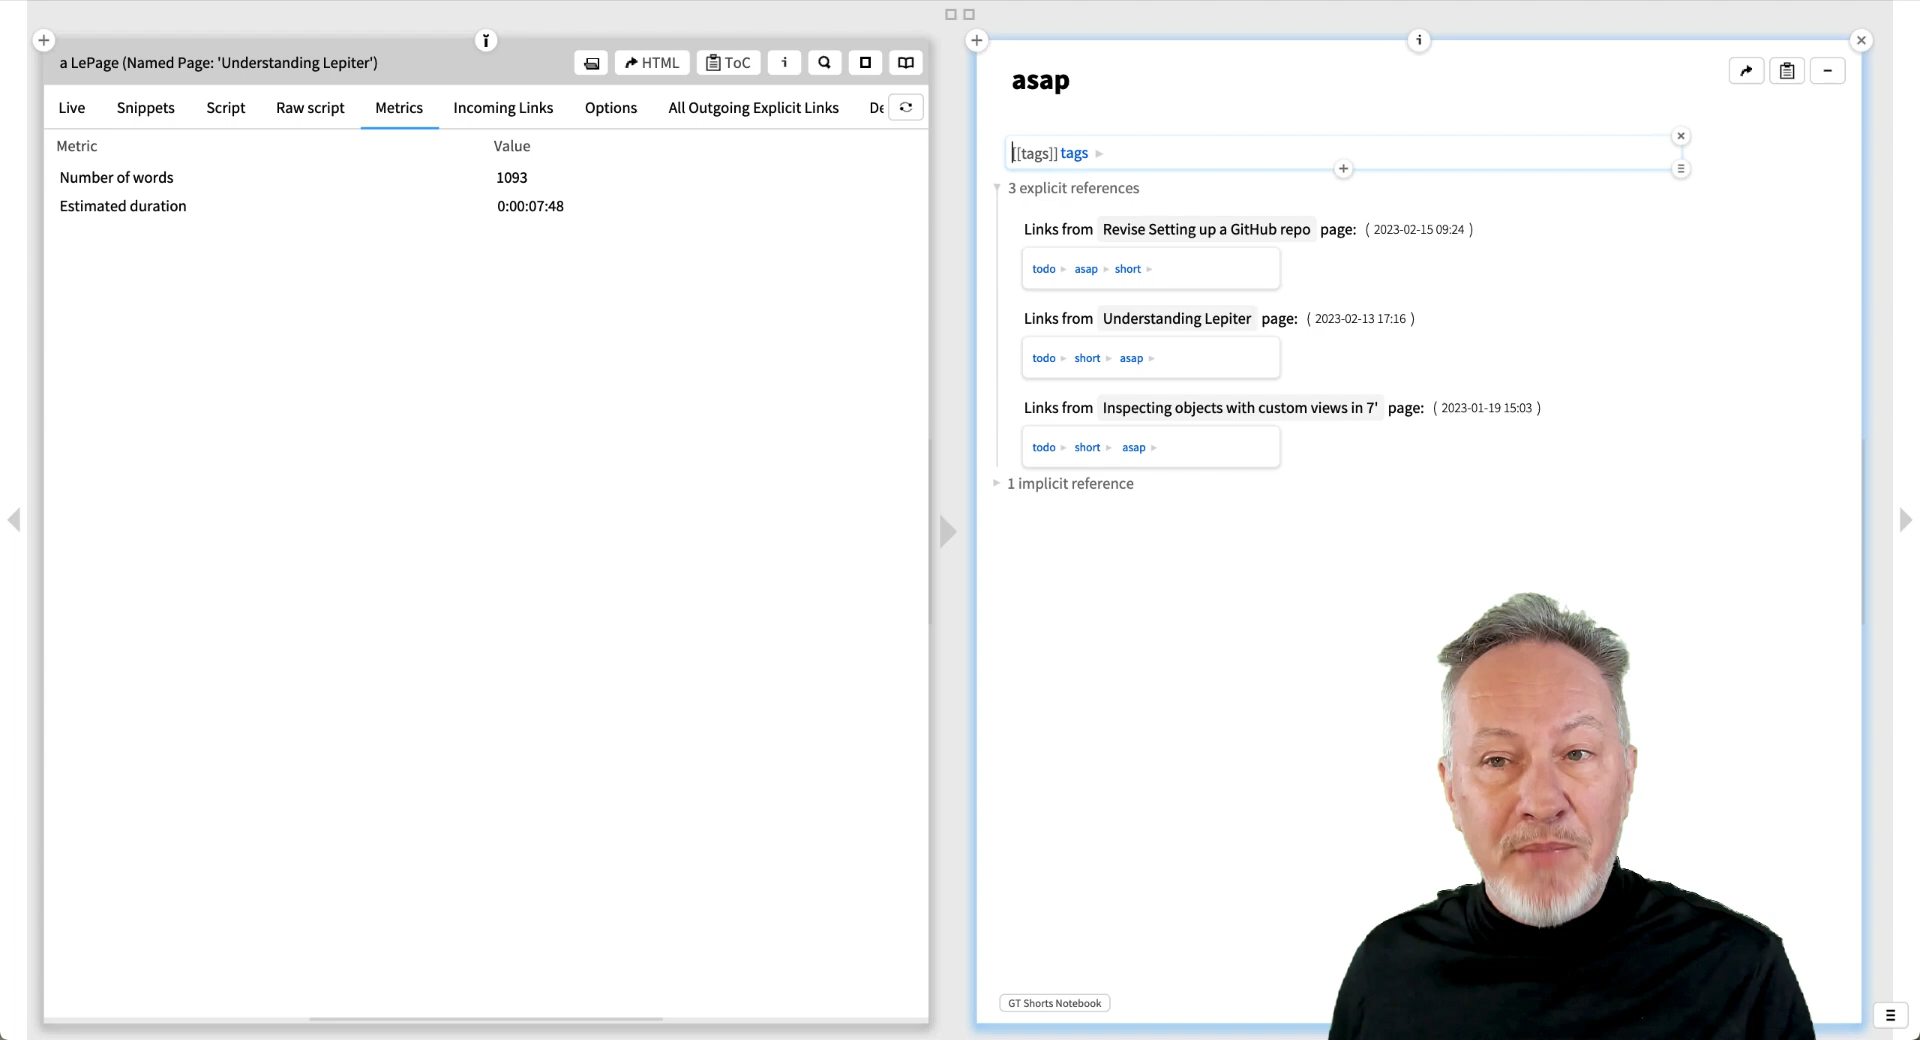 a LePage (Named Page: 'Understanding Lepiter')
HTML
ToC
i
Live Snippets Script Raw script Metrics Incoming Links Options All Outgoing Explicit Links De
Metric Value
Number of words 1093
Estimated duration 0:00:07:48
asap
[[tags]] tags
3 explicit references
Links from Revise Setting up a GitHub repo page: ( 2023-02-15 09:24 )
todo asap short
Links from Understanding Lepiter page: ( 2023-02-13 17:16 )
todo short asap
Links from Inspecting objects with custom views in 7' page: ( 2023-01-19 15:03 )
todo short asap
1 implicit reference
GT Shorts Notebook